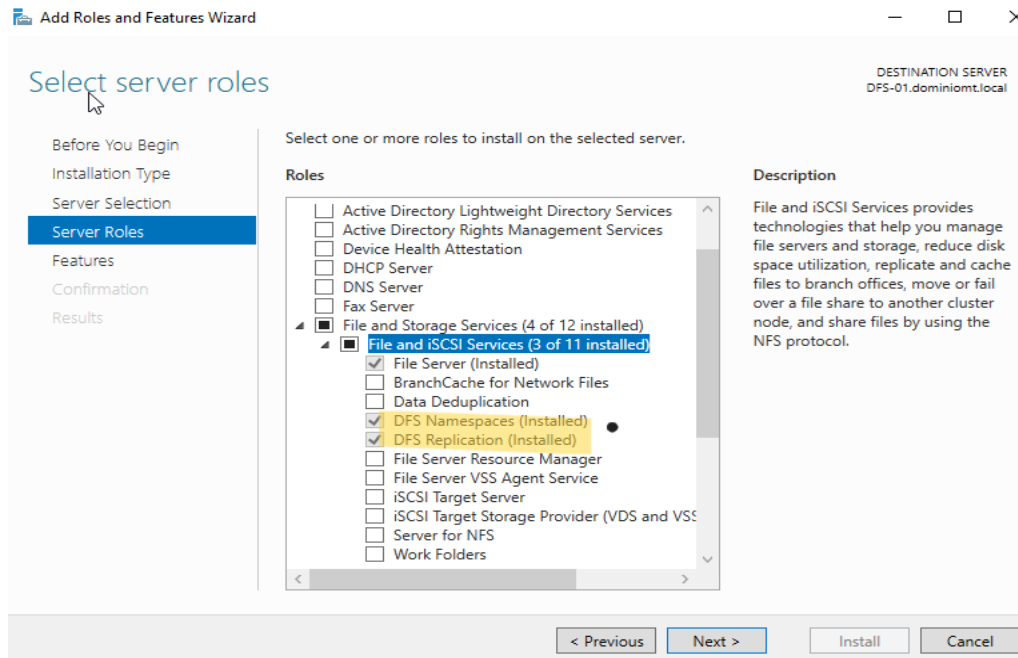 Add Roles and Features Wizard
Select server roles
DESTINATION SERVER
DFS-01.dominiomt.local
Before You Begin
Installation Type
Server Selection
Server Roles
Features
Confirmation
Results
Select one or more roles to install on the selected server.
Roles
Active Directory Lightweight Directory Services
Active Directory Rights Management Services
Device Health Attestation
DHCP Server
DNS Server
Fax Server
File and Storage Services (4 of 12 installed)
File and iSCSI Services (3 of 11 installed)
File Server (Installed)
BranchCache for Network Files
Data Deduplication
DFS Namespaces (Installed)
DFS Replication (Installed)
File Server Resource Manager
File Server VSS Agent Service
iSCSI Target Server
iSCSI Target Storage Provider (VDS and VSS
Server for NFS
Work Folders
Description
File and iSCSI Services provides
technologies that help you manage
file servers and storage, reduce disk
space utilization, replicate and cache
files to branch offices, move or fail
over a file share to another cluster
node, and share files by using the
NFS protocol.
< Previous
Next >
Install
Cancel